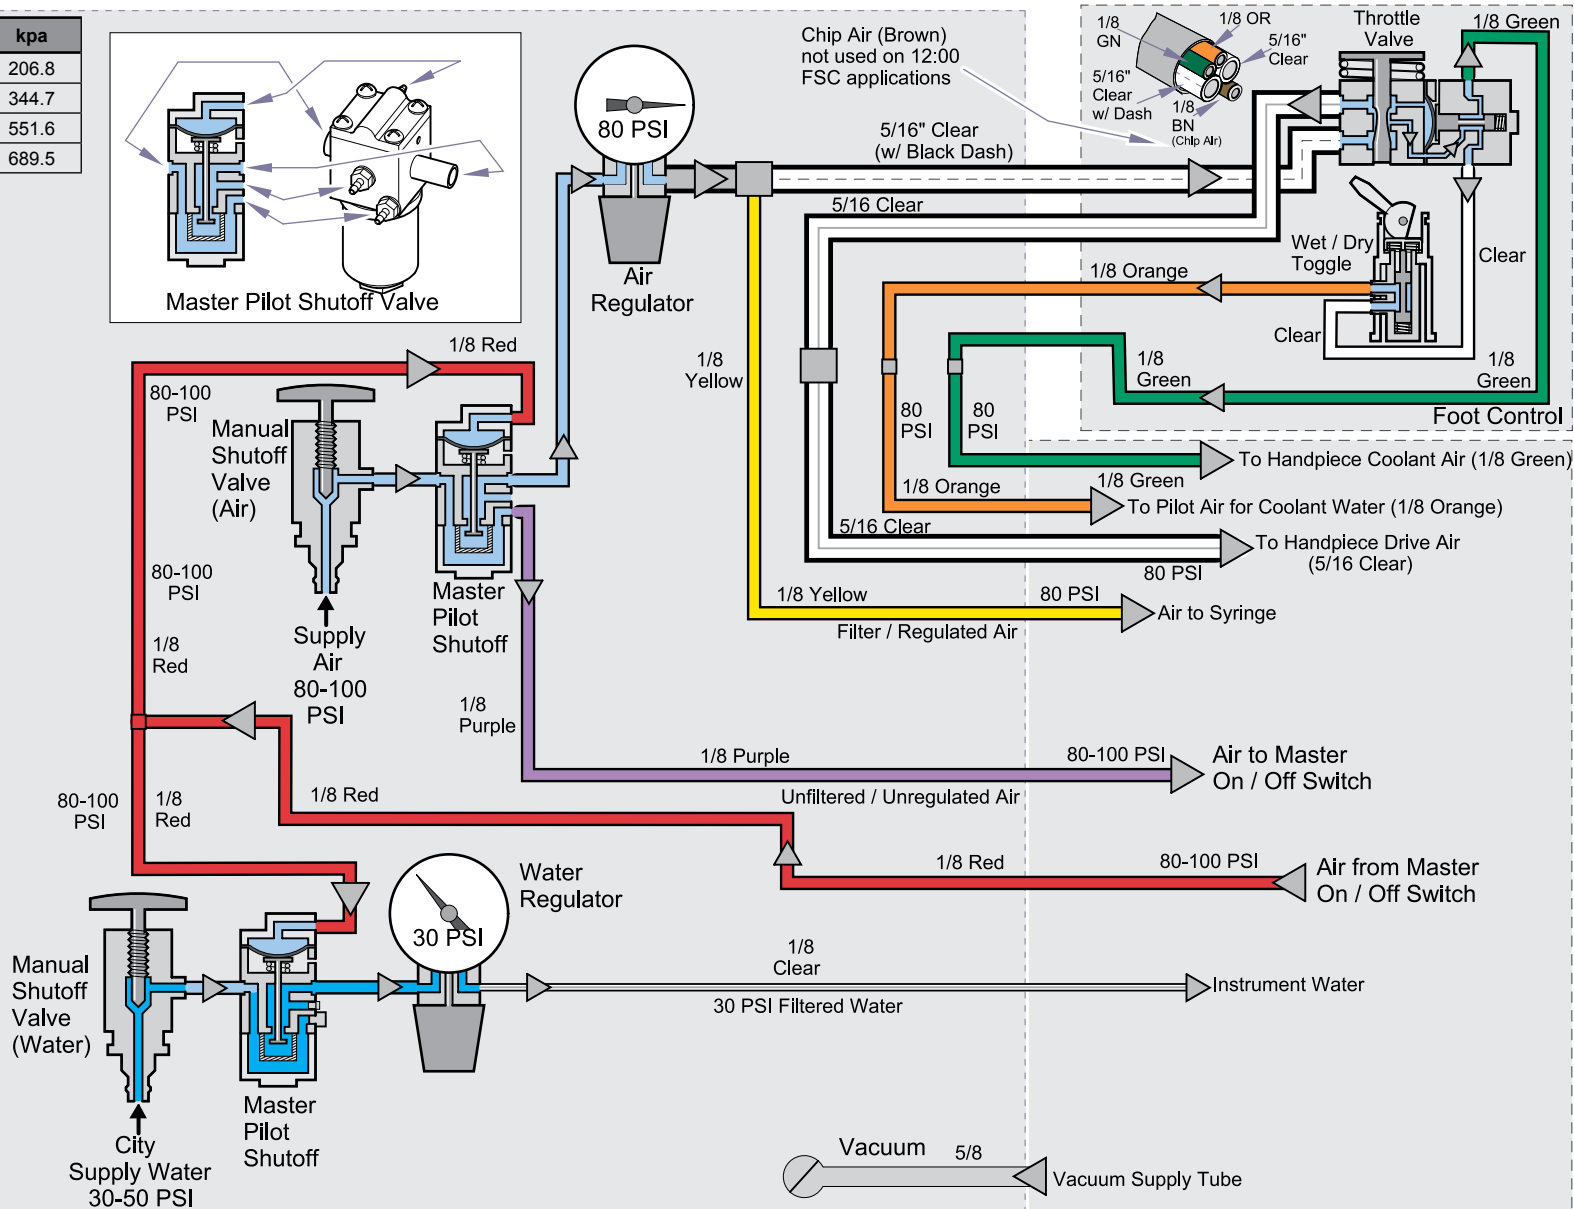 kpa
206.8
344.7
551.6
689.5
Master Pilot Shutoff Valve
80 PSI
Air
Regulator
Chip Air (Brown)
not used on 12:00
FSC applications
5/16" Clear
(w/ Black Dash)
1/8
GN
1/8 OR
5/16"
Clear
5/16"
Clear
w/ Dash
1/8
BN
(Chip Air)
Throttle
Valve
1/8 Green
Wet / Dry
Toggle
Clear
Clear
1/8 Orange
1/8
Green
1/8
Green
Foot Control
5/16 Clear
1/8
Yellow
80
PSI
80
PSI
To Handpiece Coolant Air (1/8 Green)
1/8 Green
1/8 Orange
To Pilot Air for Coolant Water (1/8 Orange)
5/16 Clear
To Handpiece Drive Air
(5/16 Clear)
80 PSI
1/8 Yellow
80 PSI
Air to Syringe
Filter / Regulated Air
1/8 Red
80-100
PSI
Manual
Shutoff
Valve
(Air)
80-100
PSI
Master
Pilot
Shutoff
Supply
Air
80-100
PSI
1/8
Red
1/8
Purple
1/8 Purple
80-100 PSI
Air to Master
On / Off Switch
Unfiltered / Unregulated Air
80-100
PSI
1/8
Red
1/8 Red
1/8 Red
80-100 PSI
Air from Master
On / Off Switch
Water
Regulator
30 PSI
Manual
Shutoff
Valve
(Water)
1/8
Clear
Instrument Water
30 PSI Filtered Water
Master
Pilot
Shutoff
City
Supply Water
30-50 PSI
Vacuum
5/8
Vacuum Supply Tube